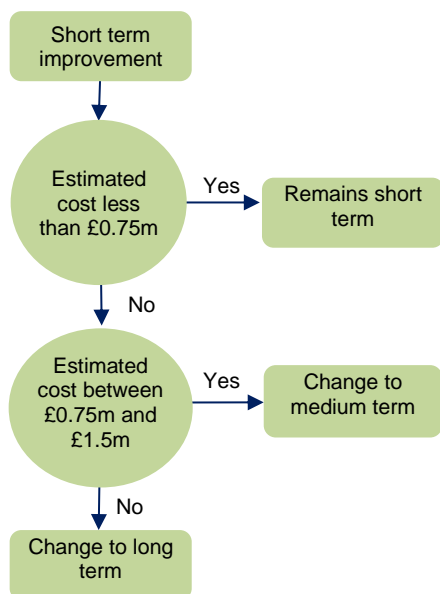 Short term
improvement
Estimated
cost less
than £0.75m
Yes
Remains short
term
No
Estimated
cost between
£0.75m and
£1.5m
Yes
Change to
medium term
No
Change to long
term